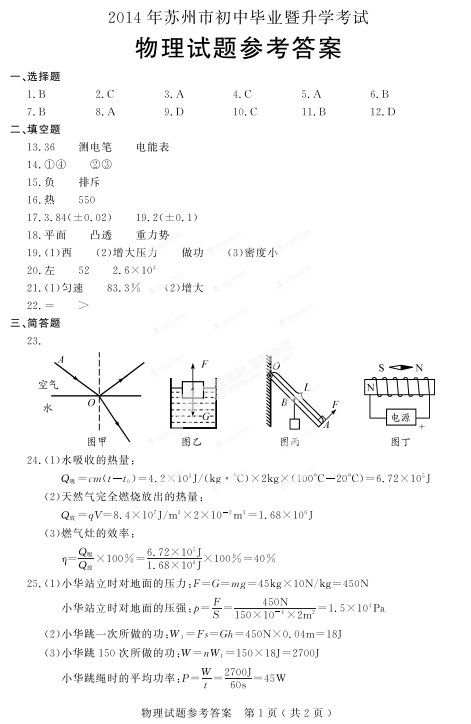 2014 年苏州市初中毕业暨升学考试
物理试题参考答案
一、选择题
1. B 2. C 3. A 4. C 5. A 6. B
7. B 8. A 9. D 10. C 11. B 12. D
二、填空题
13. 36 测电笔 电能表
14. ①④ ②③
15. 负 排斥
16. 热 550
17. 3.84(±0.02) 19.2(±0.1)
18. 平面 凸透 重力势
19. (1)西 (2)增大压力 做功 (3)密度小
20. 左 52 2.6×10³
21. (1)匀速 83.3% (2)增大
22. = >
三、简答题
23.
A 空气 水 O 图甲
F G 图乙
O L B F A 图丙
S N N 电源 + 图丁
24. (1)水吸收的热量:
Q吸=cm(t−t₀)=4.2×10³J/(kg·℃)×2kg×(100℃−20℃)=6.72×10⁵J
(2)天然气完全燃烧放出的热量:
Q放=qV=8.4×10⁷J/m³×2×10⁻²m³=1.68×10⁶J
(3)燃气灶的效率:
η=Q吸/Q放×100%=6.72×10⁵J/1.68×10⁶J×100%=40%
25. (1)小华站立时对地面的压力:F=G=mg=45kg×10N/kg=450N
小华站立时对地面的压强:p=F/S=450N/150×10⁻⁴×2m²=1.5×10⁴Pa
(2)小华跳一次所做的功:W₁=Fs=Gh=450N×0.04m=18J
(3)小华跳 150 次所做的功:W=nW₁=150×18J=2700J
小华跳绳时的平均功率:P=W/t=2700J/60s=45W
物理试题参考答案 第 1 页 ( 共 2 页 )